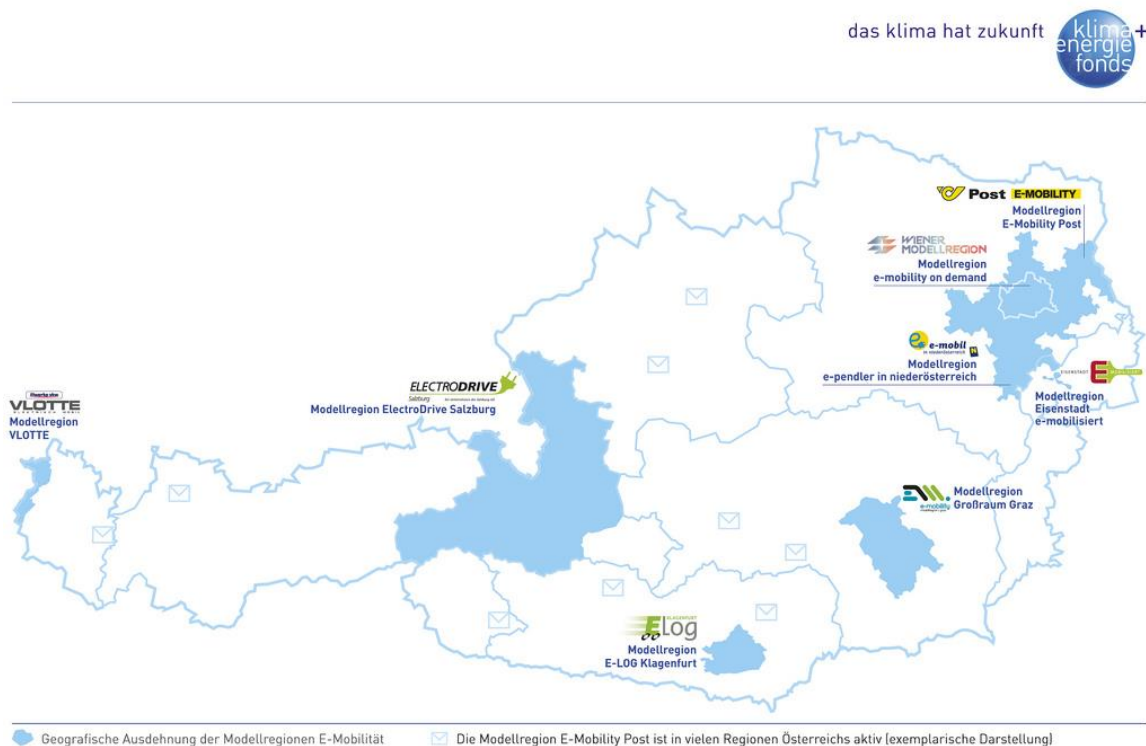 das klima hat zukunft
klima+
energie
fonds
Post E-MOBILITY
Modellregion
E-Mobility Post
WIENER
MODELLREGION
Modellregion
e-mobility on demand
e-mobil
in niederösterreich
Modellregion
e-pendler in niederösterreich
EISENSTADT E MOBILISIERT
Modellregion
Eisenstadt
e-mobilisiert
ELECTRODRIVE
Salzburg
Modellregion ElectroDrive Salzburg
VLOTTE
Modellregion
VLOTTE
e-mobility
Modellregion
Großraum Graz
KLAGENFURT
ELog
Modellregion
E-LOG Klagenfurt
Geografische Ausdehnung der Modellregionen E-Mobilität
Die Modellregion E-Mobility Post ist in vielen Regionen Österreichs aktiv (exemplarische Darstellung)